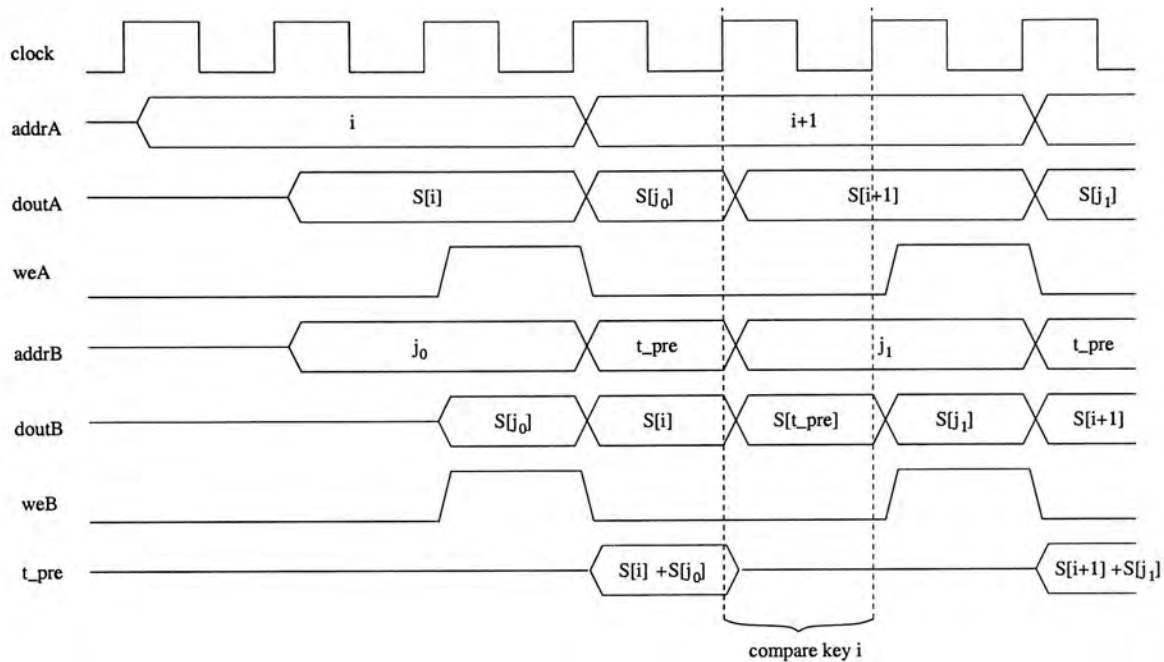 clock
addrA i i+1
doutA S[i] S[j0] S[i+1] S[j1]
weA
addrB j0 t_pre j1 t_pre
doutB S[j0] S[i] S[t_pre] S[j1] S[i+1]
weB
t_pre S[i] +S[j0] S[i+1] +S[j1]
compare key i